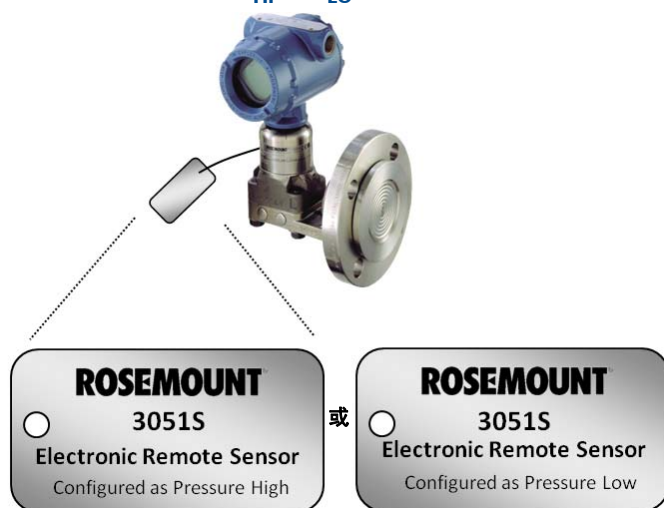 ROSEMOUNT
3051S
Electronic Remote Sensor
Configured as Pressure High
或
ROSEMOUNT
3051S
Electronic Remote Sensor
Configured as Pressure Low